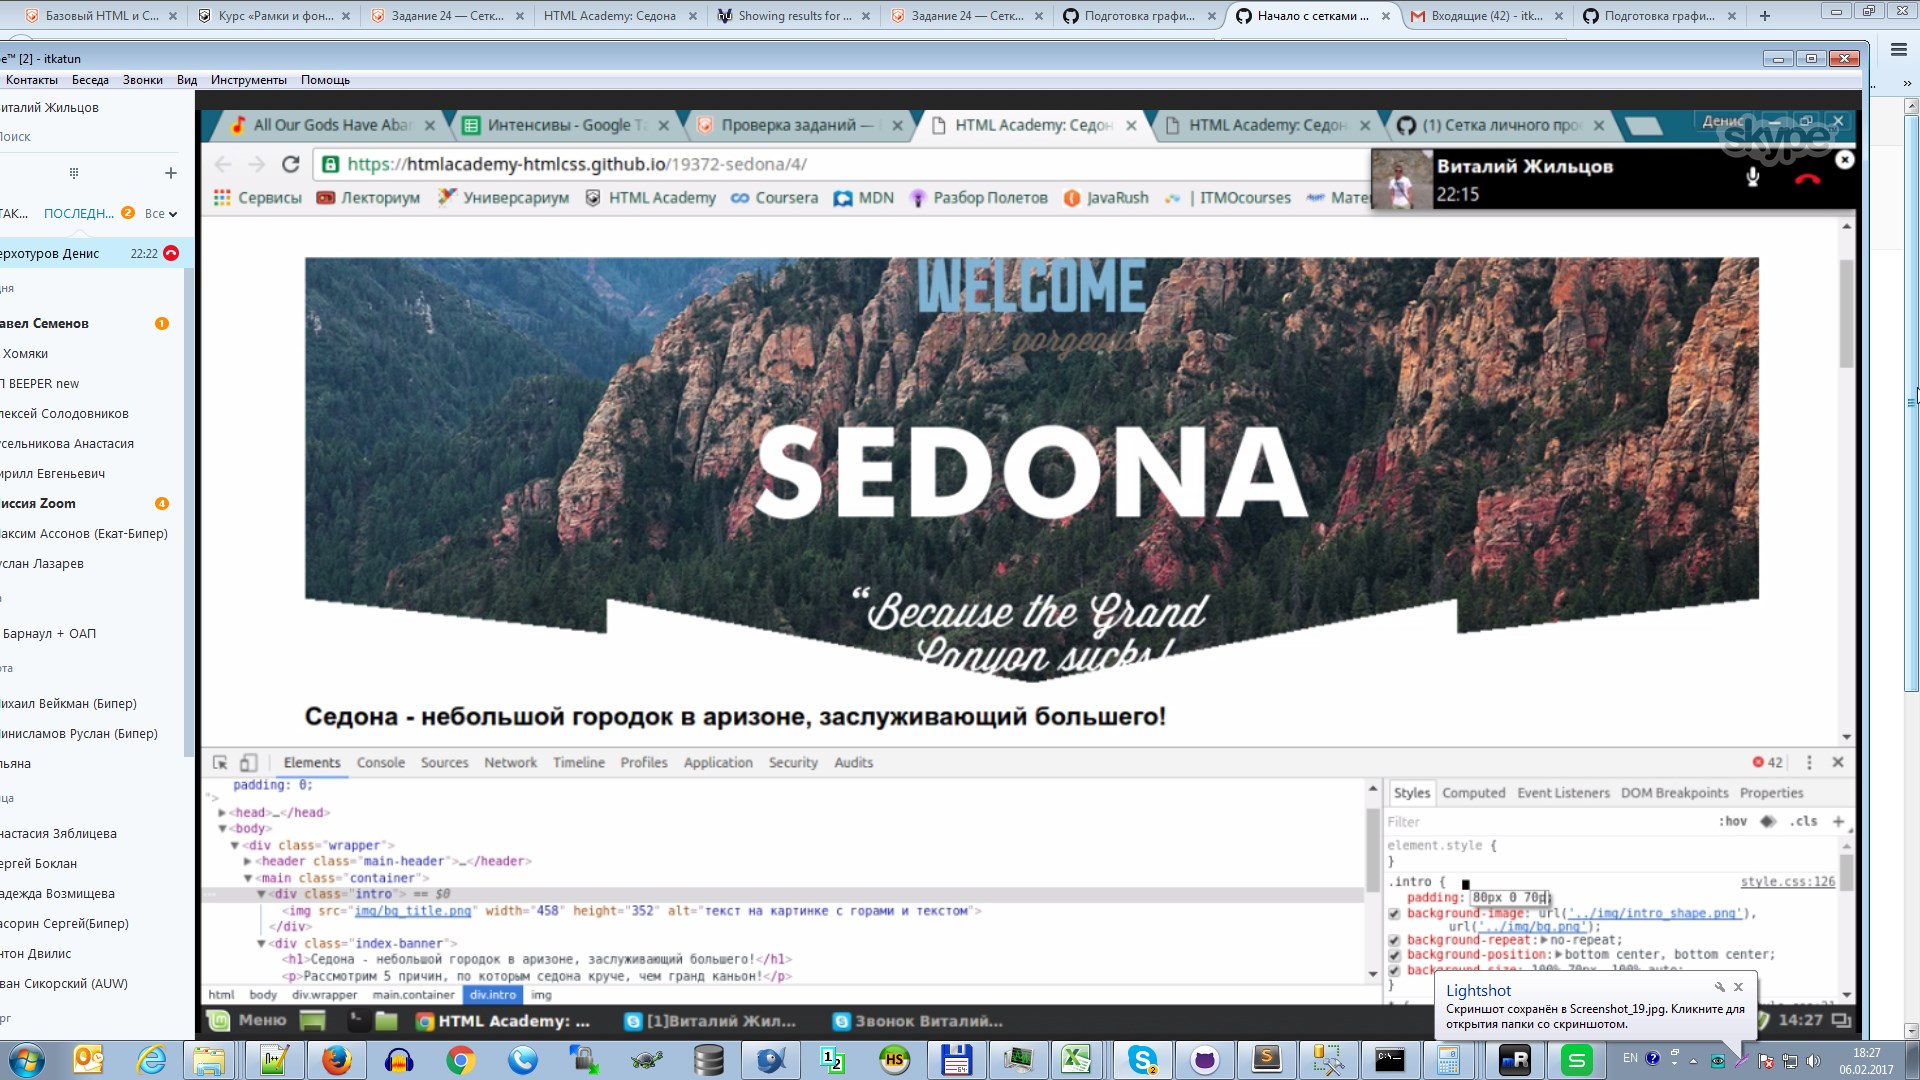 Базовый HTML и C...
Курс «Рамки и фон...
Задание 24 — Сетк...
HTML Academy: Седона
Showing results for ...
Задание 24 — Сетк...
Подготовка графи...
Начало с сетками ...
Входящие (42) - itk...
Подготовка графи...
e™ [2] - itkatun
Контакты Беседа Звонки Вид Инструменты Помощь
италий Жильцов
Поиск
ТАК... ПОСЛЕДН... 2 Все
ерхотуров Денис 22:22
дня
авел Семенов 1
Хомяки
П BEEPER new
лексей Солодовников
усельникова Анастасия
ирилл Евгеньевич
иссия Zoom 4
аксим Ассонов (Екат-Бипер)
услан Лазарев
Барнаул + ОАП
ота
ихаил Вейкман (Бипер)
инисламов Руслан (Бипер)
льяна
ица
настасия Зяблицева
ергей Боклан
адежда Возмищева
асорин Сергей(Бипер)
нтон Двилис
ван Сикорский (AUW)
рг
All Our Gods Have Aba
Интенсивы - Google Т
Проверка заданий —
HTML Academy: Седон
HTML Academy: Седон
(1) Сетка личного про
Денис
skype™
https://htmlacademy-htmlcss.github.io/19372-sedona/4/
Виталий Жильцов
22:15
Сервисы Лекториум Универсариум HTML Academy Coursera MDN Разбор Полетов JavaRush | ITMOcourses Мате
WELCOME
gorgeous
SEDONA
“Because the Grand
Canyon sucks!
Седона - небольшой городок в аризоне, заслуживающий большего!
Elements Console Sources Network Timeline Profiles Application Security Audits 42
padding: 0;
">
<head>…</head>
<body>
<div class="wrapper">
<header class="main-header">…</header>
<main class="container">
<div class="intro"> == $0
<img src="img/bg_title.png" width="458" height="352" alt="текст на картинке с горами и текстом">
</div>
<div class="index-banner">
<h1>Седона - небольшой городок в аризоне, заслуживающий большего!</h1>
<p>Рассмотрим 5 причин, по которым седона круче, чем гранд каньон!</p>
html body div.wrapper main.container div.intro img
Styles Computed Event Listeners DOM Breakpoints Properties
Filter :hov .cls +
element.style {
}
.intro { style.css:126
padding: 80px 0 70p;
background-image: url('../img/intro_shape.png'),
url('../img/bg.png');
background-repeat: no-repeat;
background-position: bottom center, bottom center;
background-size: 100% 70px, 100% auto;
}
Lightshot
Скриншот сохранён в Screenshot_19.jpg. Кликните для
открытия папки со скриншотом.
Меню
HTML Academy: ...
[1]Виталий Жил...
Звонок Виталий...
14:27
EN
18:27
06.02.2017